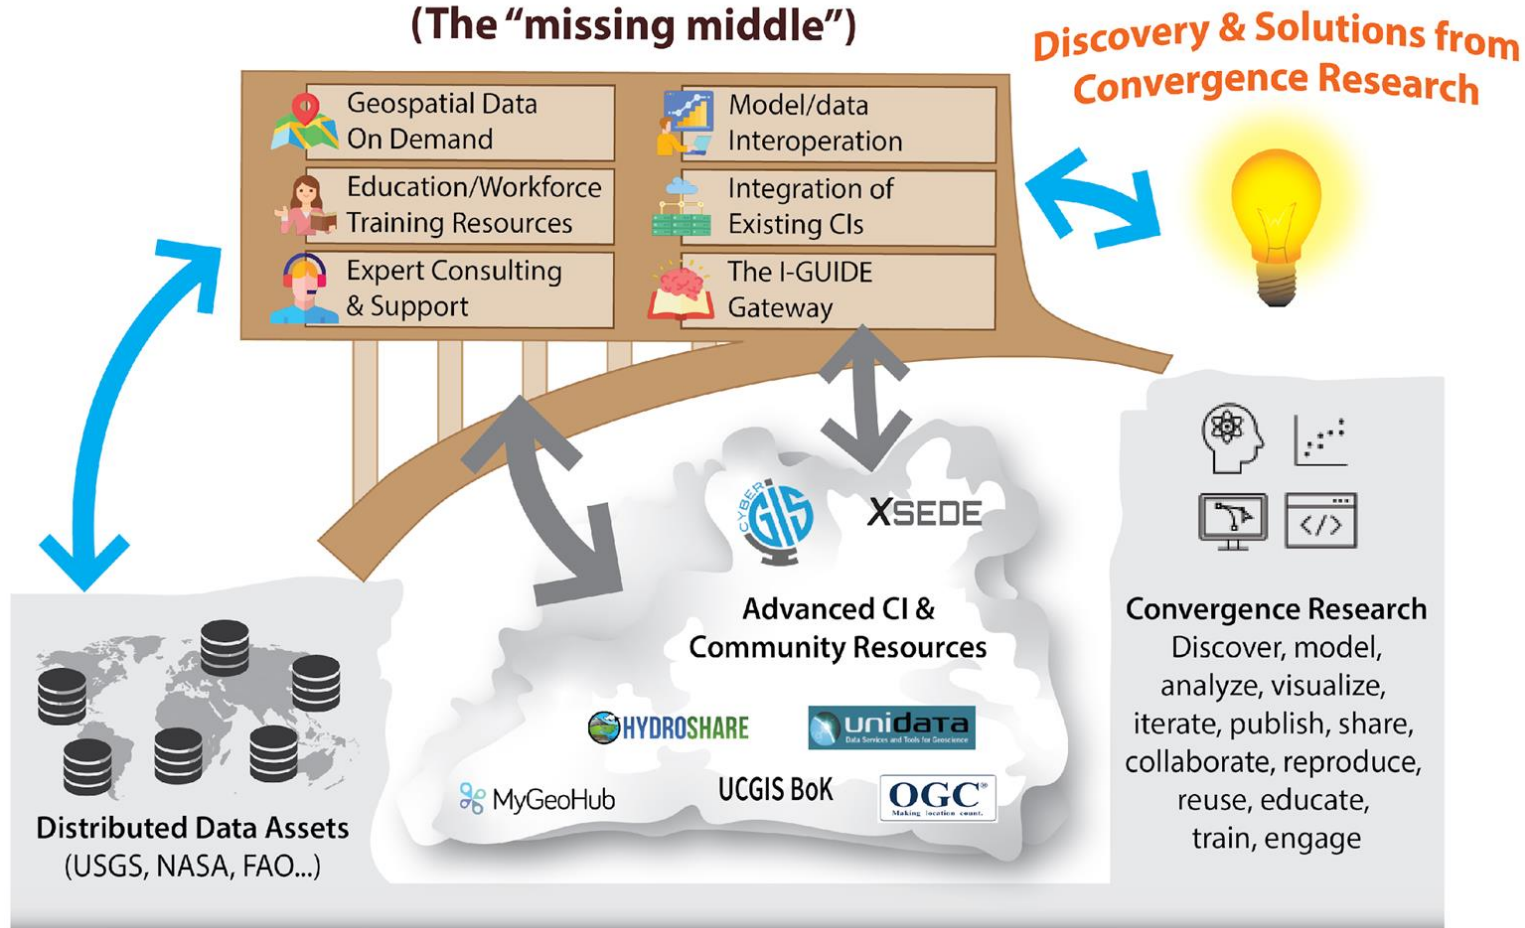 (The “missing middle”)
Discovery & Solutions from
Convergence Research
Geospatial Data
On Demand
Education/Workforce
Training Resources
Expert Consulting
& Support
Model/data
Interoperation
Integration of
Existing CIs
The I-GUIDE
Gateway
CYBER
GIS
XSEDE
Advanced CI &
Community Resources
HYDROSHARE
unidata
Data Services and Tools for Geoscience
MyGeoHub
UCGIS BoK
OGC®
Making location count.
Distributed Data Assets
(USGS, NASA, FAO...)
</>
Convergence Research
Discover, model,
analyze, visualize,
iterate, publish, share,
collaborate, reproduce,
reuse, educate,
train, engage